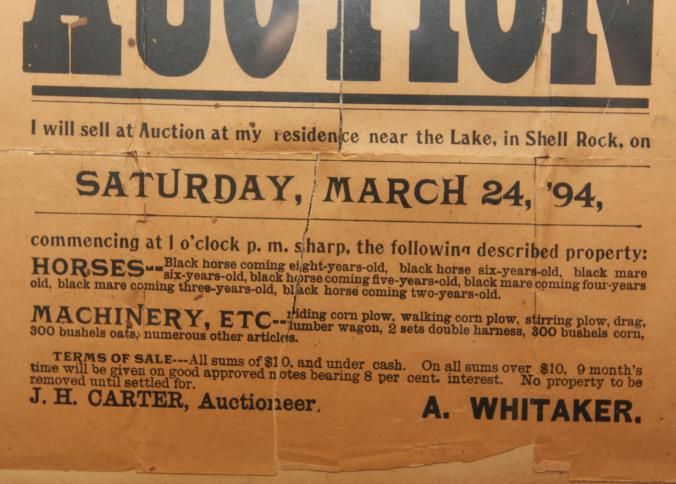 AUCTION
I will sell at Auction at my residence near the Lake, in Shell Rock, on
SATURDAY, MARCH 24, '94,
commencing at 1 o'clock p. m. sharp, the following described property:
HORSES--Black horse coming eight-years-old, black horse six-years-old, black mare
six-years-old, black horse coming five-years-old, black mare coming four-years
old, black mare coming three-years-old, black horse coming two-years-old.
MACHINERY, ETC--riding corn plow, walking corn plow, stirring plow, drag,
lumber wagon, 2 sets double harness, 300 bushels corn,
300 bushels oats, numerous other articles.
TERMS OF SALE---All sums of $10. and under cash. On all sums over $10, 9 month's
time will be given on good approved notes bearing 8 per cent. interest. No property to be
removed until settled for.
J. H. CARTER, Auctioneer.
A. WHITAKER.